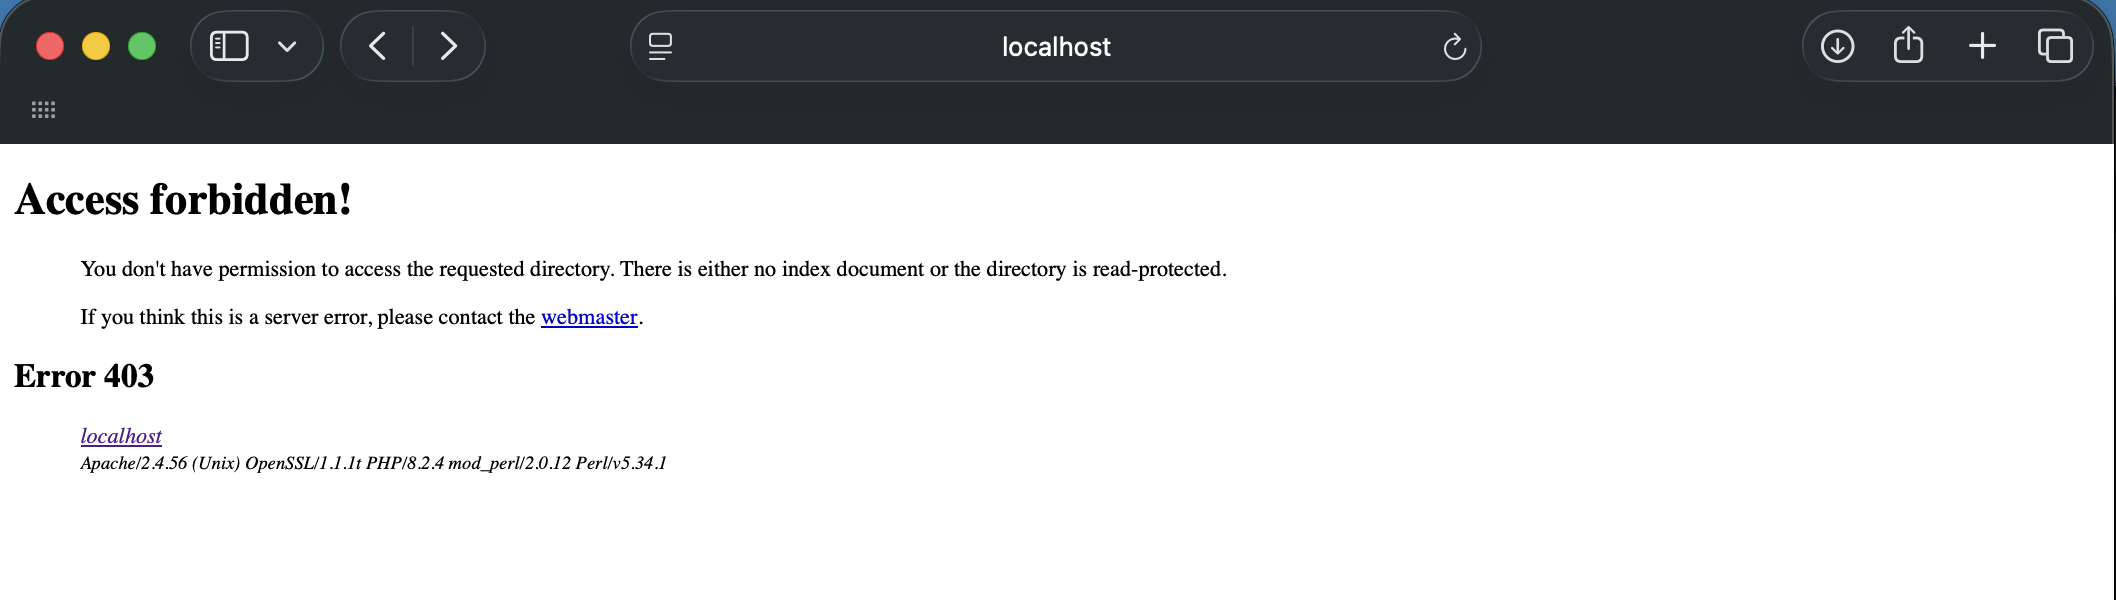 localhost
Access forbidden!
You don't have permission to access the requested directory. There is either no index document or the directory is read-protected.
If you think this is a server error, please contact the webmaster.
Error 403
localhost
Apache/2.4.56 (Unix) OpenSSL/1.1.1t PHP/8.2.4 mod_perl/2.0.12 Perl/v5.34.1